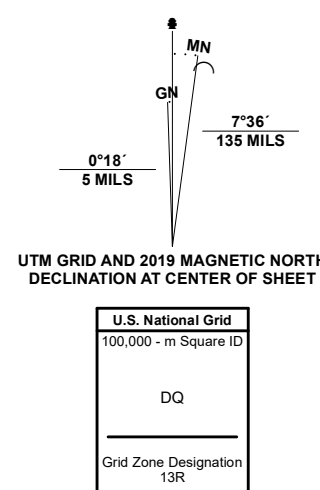 MN
GN
7°36´
135 MILS
0°18´
5 MILS
UTM GRID AND 2019 MAGNETIC NORTH
DECLINATION AT CENTER OF SHEET
U.S. National Grid
100,000 - m Square ID
DQ
Grid Zone Designation
13R